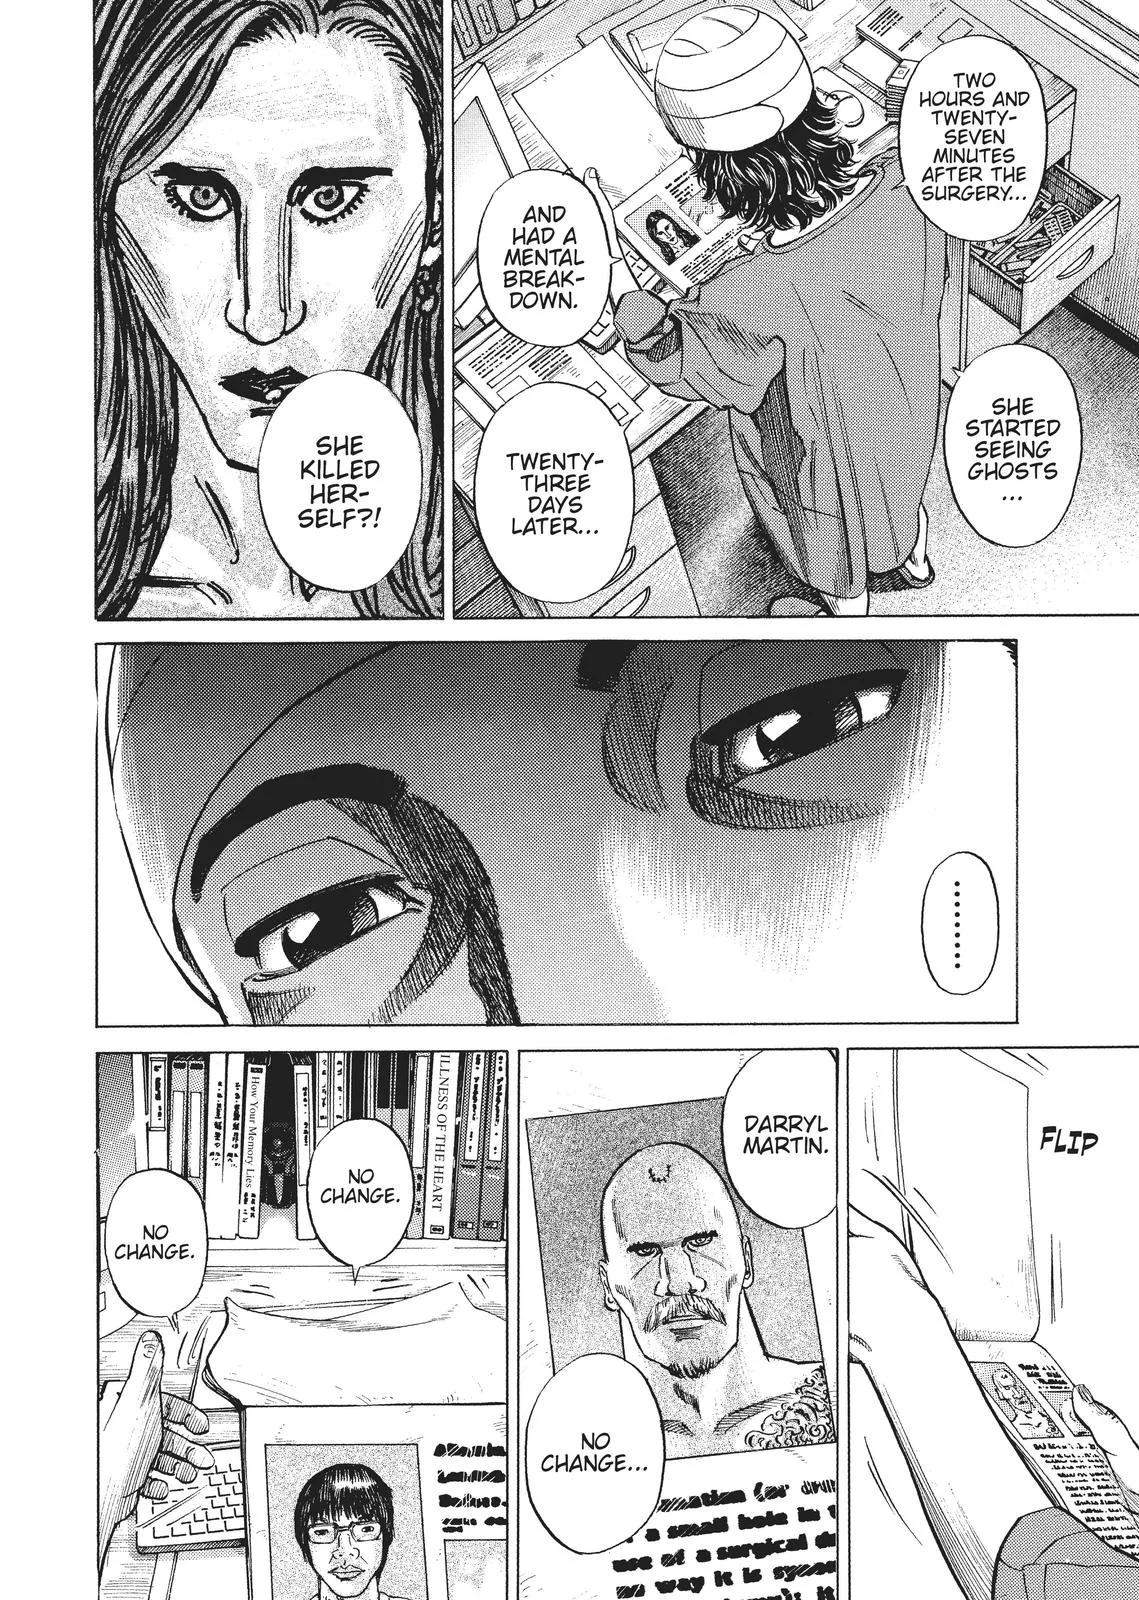 TWO
HOURS AND
TWENTY-
SEVEN
MINUTES
AFTER THE
SURGERY...
SHE
STARTED
SEEING
GHOSTS
...
AND
HAD A
MENTAL
BREAK-
DOWN.
TWENTY-
THREE
DAYS
LATER...
SHE
KILLED
HER-
SELF?!
.........
FLIP
DARRYL
MARTIN.
NO
CHANGE...
(or
a small hole in
use of a surgical
no way it is
NO
CHANGE.
NO
CHANGE.
How Your Memory Lies
ILLNESS OF THE HEART